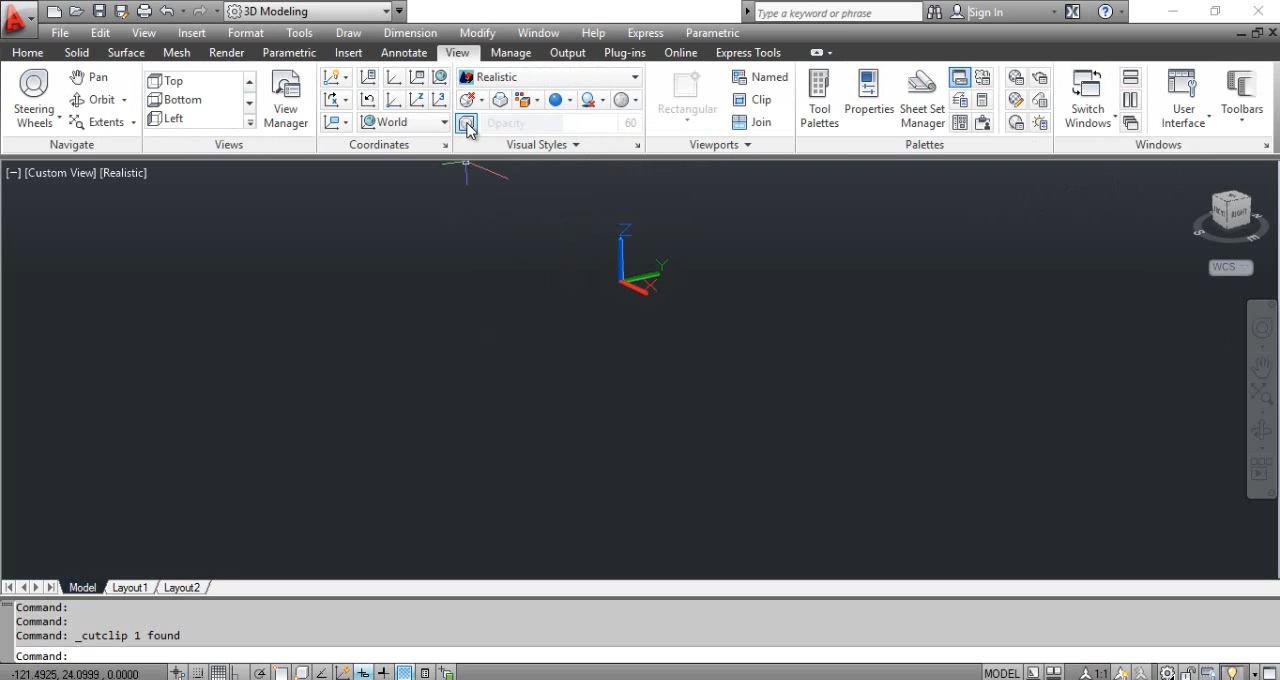 3D Modeling
Type a keyword or phrase
Sign In
File Edit View Insert Format Tools Draw Dimension Modify Window Help Express Parametric
Home Solid Surface Mesh Render Parametric Insert Annotate View Manage Output Plug-ins Online Express Tools
Steering Wheels
Pan
Orbit
Extents
Navigate
Top
Bottom
Left
View Manager
Views
World
Coordinates
Realistic
Opacity 60
Visual Styles
Rectangular
Named
Clip
Join
Viewports
Tool Palettes
Properties
Sheet Set Manager
Palettes
Switch Windows
User Interface
Toolbars
Windows
[−] [Custom View] [Realistic]
Z
Y
X
RIGHT
S
E
WCS
Model Layout1 Layout2
Command:
Command:
Command: _cutclip 1 found
Command:
-121.4925, 24.0999, 0.0000
MODEL
1:1